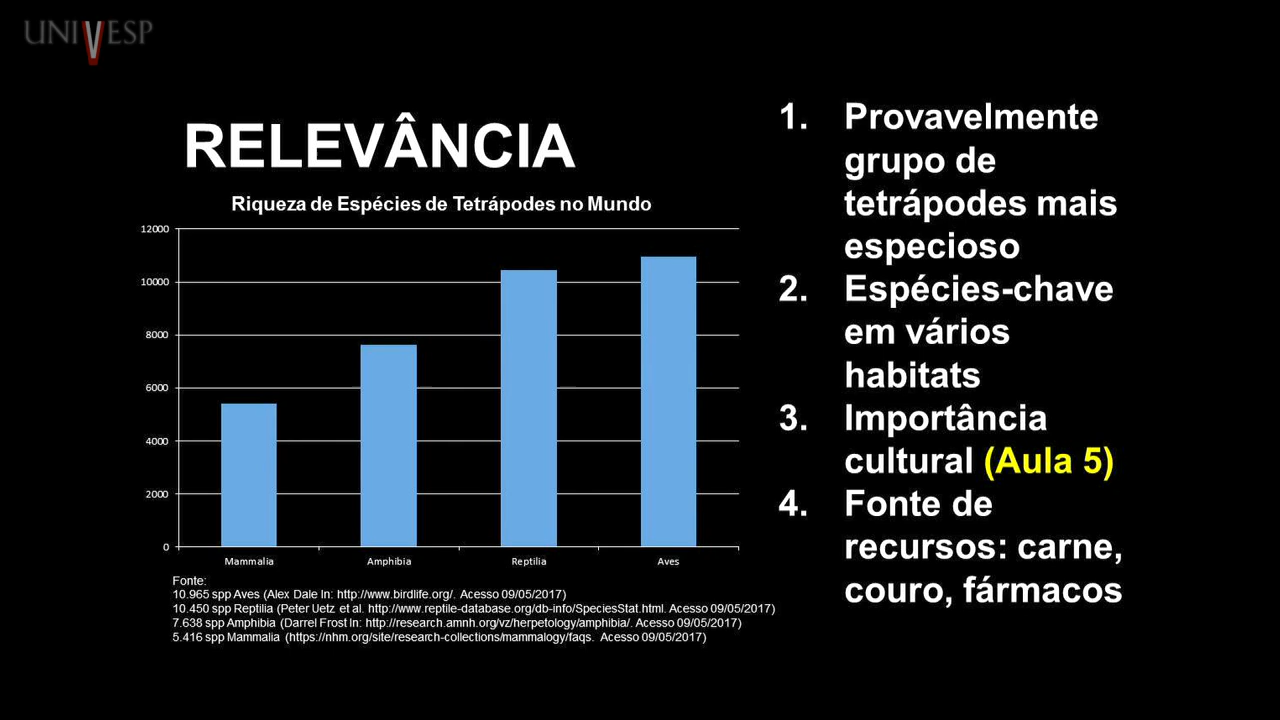 UNIVESP
RELEVÂNCIA
Riqueza de Espécies de Tetrápodes no Mundo
12000
10000
8000
6000
4000
2000
0
Mammalia
Amphibia
Reptilia
Aves
Fonte:
10.965 spp Aves (Alex Dale In: http://www.birdlife.org/. Acesso 09/05/2017)
10.450 spp Reptilia (Peter Uetz et al. http://www.reptile-database.org/db-info/SpeciesStat.html. Acesso 09/05/2017)
7.638 spp Amphibia (Darrel Frost In: http://research.amnh.org/vz/herpetology/amphibia/. Acesso 09/05/2017)
5.416 spp Mammalia (https://nhm.org/site/research-collections/mammalogy/faqs. Acesso 09/05/2017)
1. Provavelmente
grupo de
tetrápodes mais
especioso
2. Espécies-chave
em vários
habitats
3. Importância
cultural (Aula 5)
4. Fonte de
recursos: carne,
couro, fármacos